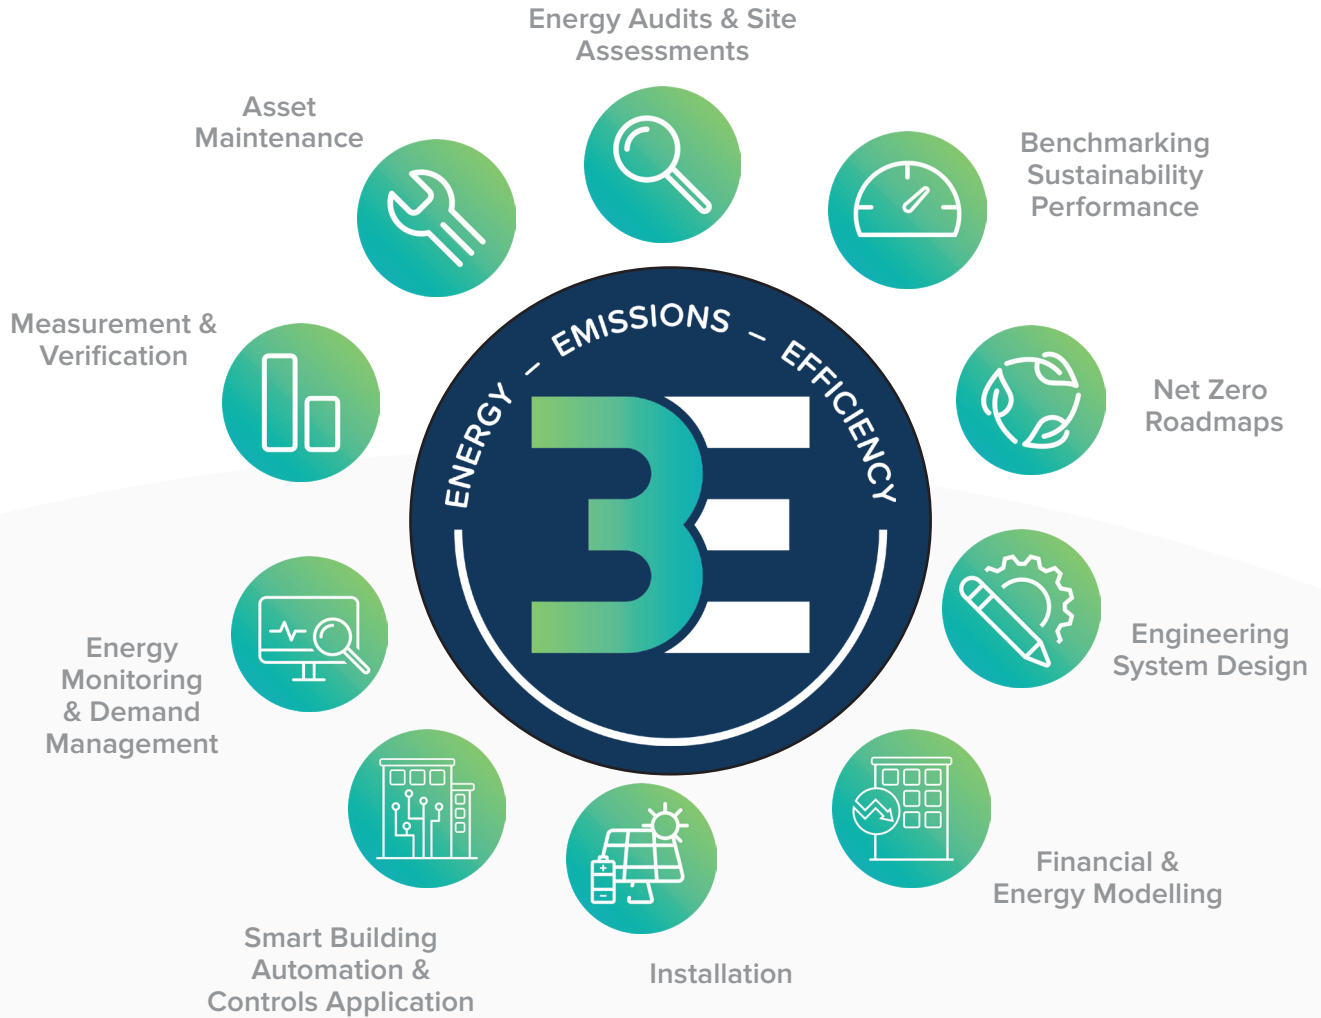 Energy Audits & Site
Assessments
Asset
Maintenance
Benchmarking
Sustainability
Performance
Measurement &
Verification
ENERGY – EMISSIONS – EFFICIENCY
3E
Net Zero
Roadmaps
Energy
Monitoring
& Demand
Management
Engineering
System Design
Financial &
Energy Modelling
Smart Building
Automation &
Controls Application
Installation